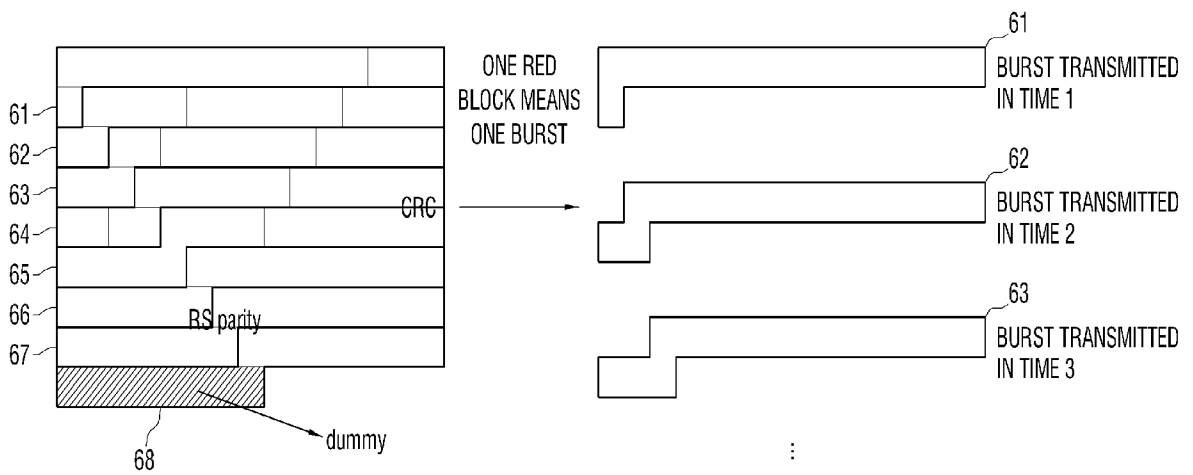 61
62
63
64
65
66
67
68
CRC
RS parity
dummy
ONE RED
BLOCK MEANS
ONE BURST
61
BURST TRANSMITTED
IN TIME 1
62
BURST TRANSMITTED
IN TIME 2
63
BURST TRANSMITTED
IN TIME 3
⋮